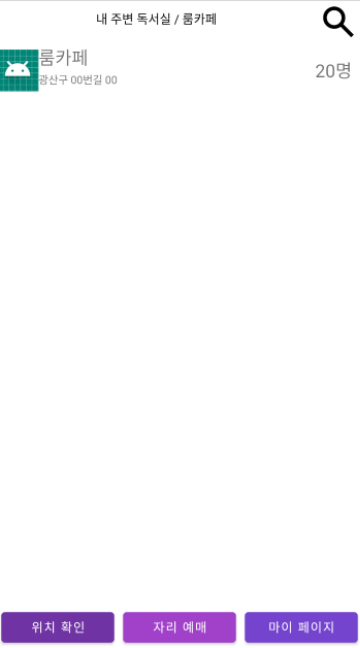 내 주변 독서실 / 룸카페
룸카페
광산구 00번길 00
20명
위치 확인
자리 예매
마이 페이지